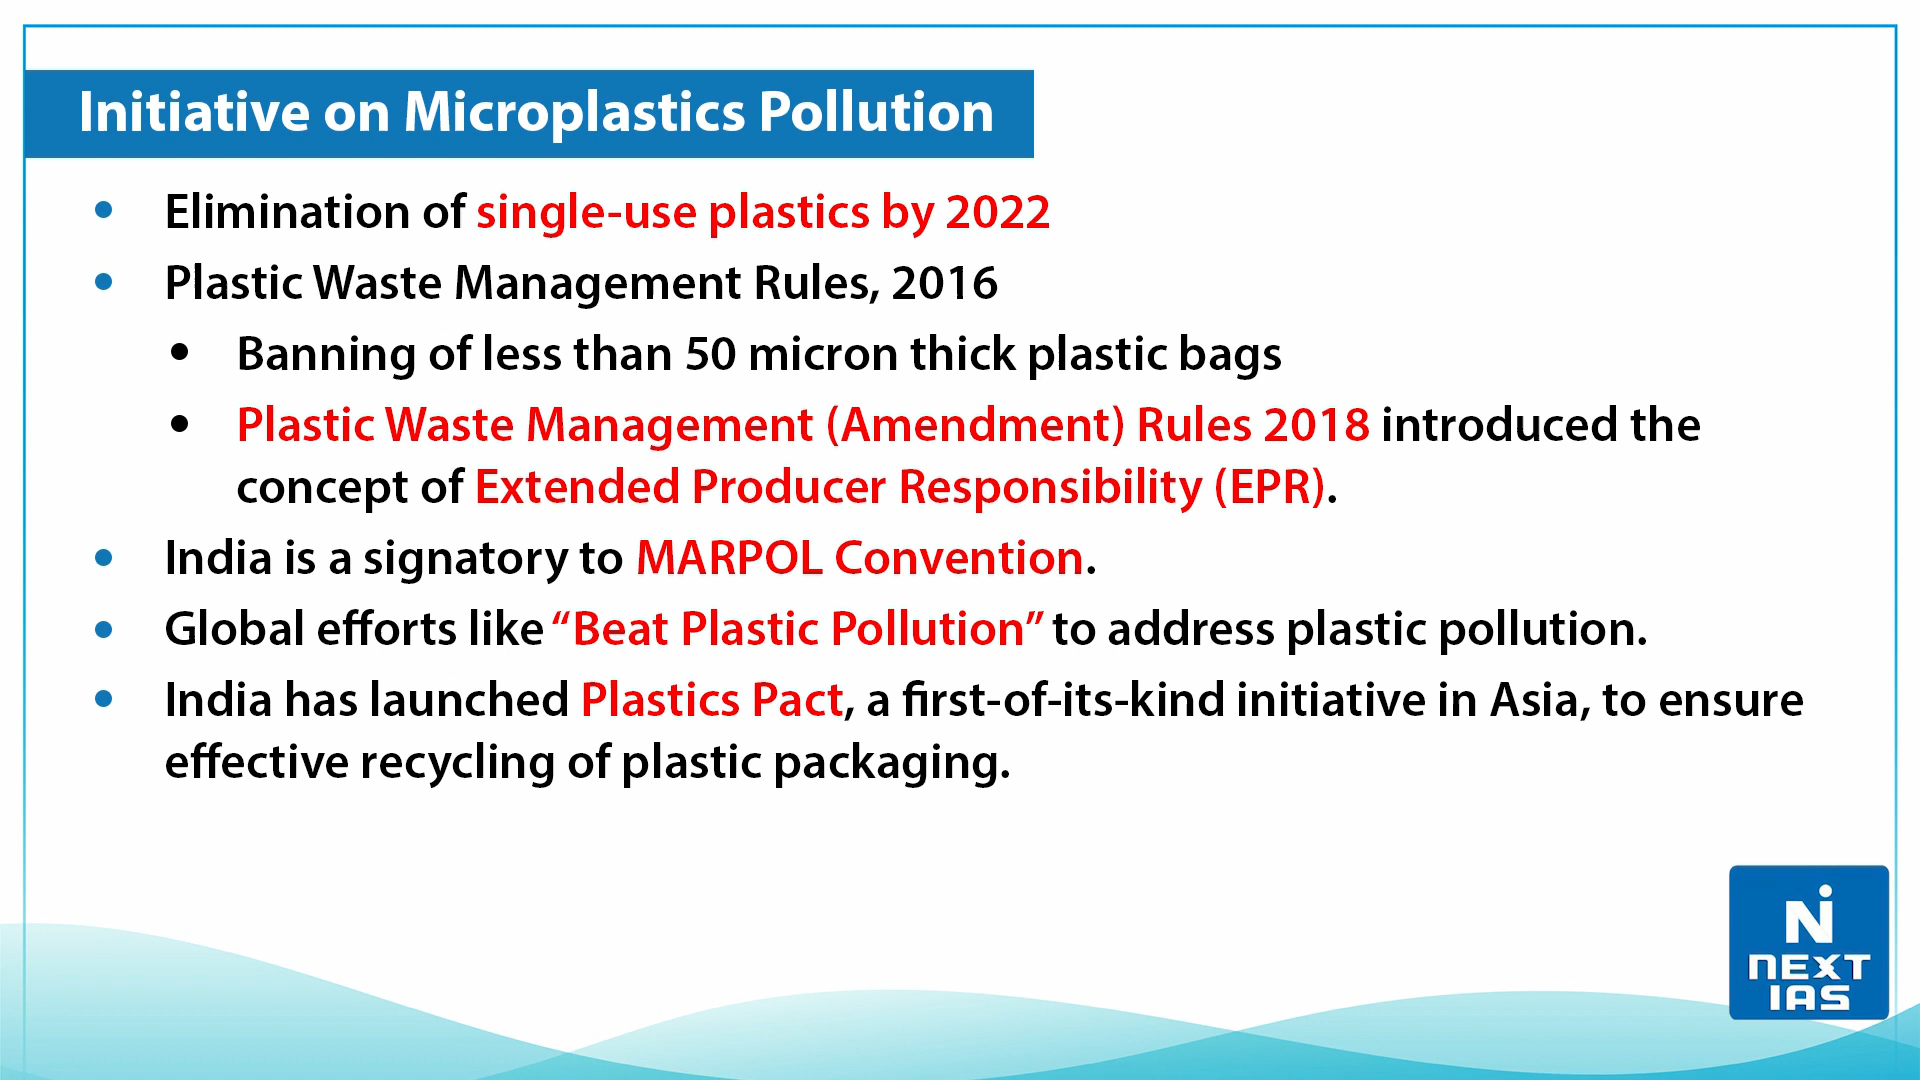 Initiative on Microplastics Pollution
• Elimination of single-use plastics by 2022
• Plastic Waste Management Rules, 2016
• Banning of less than 50 micron thick plastic bags
• Plastic Waste Management (Amendment) Rules 2018 introduced the
concept of Extended Producer Responsibility (EPR).
• India is a signatory to MARPOL Convention.
• Global efforts like “Beat Plastic Pollution” to address plastic pollution.
• India has launched Plastics Pact, a first-of-its-kind initiative in Asia, to ensure
effective recycling of plastic packaging.
N
NEXT
IAS